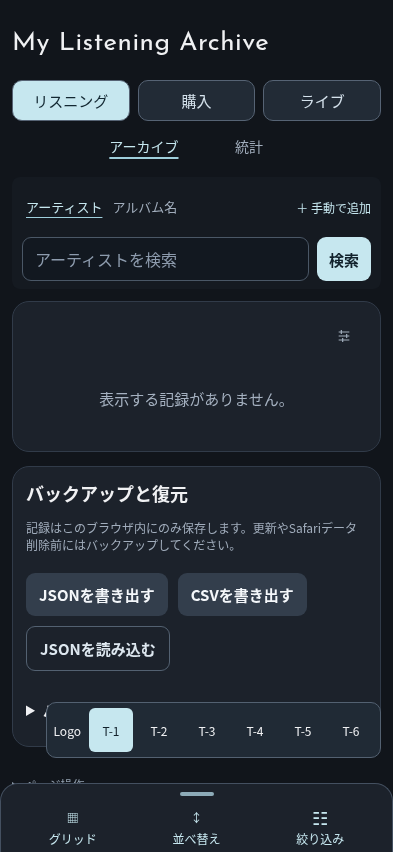 My Listening Archive
リスニング 購入 ライブ
アーカイブ 統計
アーティスト アルバム名 ＋ 手動で追加
アーティストを検索 検索
表示する記録がありません。
バックアップと復元
記録はこのブラウザ内にのみ保存します。更新やSafariデータ
削除前にはバックアップしてください。
JSONを書き出す CSVを書き出す
JSONを読み込む
Logo T-1 T-2 T-3 T-4 T-5 T-6
グリッド 並べ替え 絞り込み